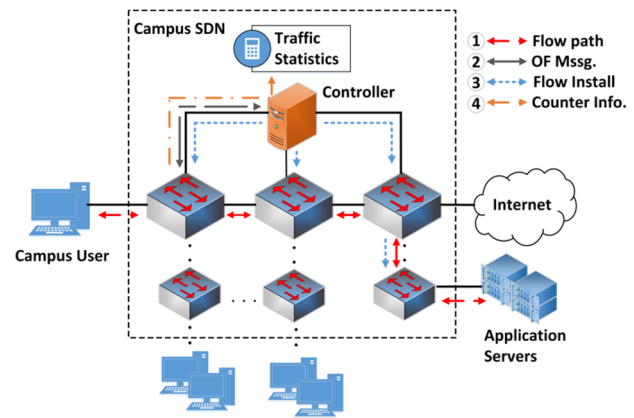 Campus SDN
Traffic
Statistics
Controller
1 Flow path
2 OF Mssg.
3 Flow Install
4 Counter Info.
Campus User
Internet
Application
Servers